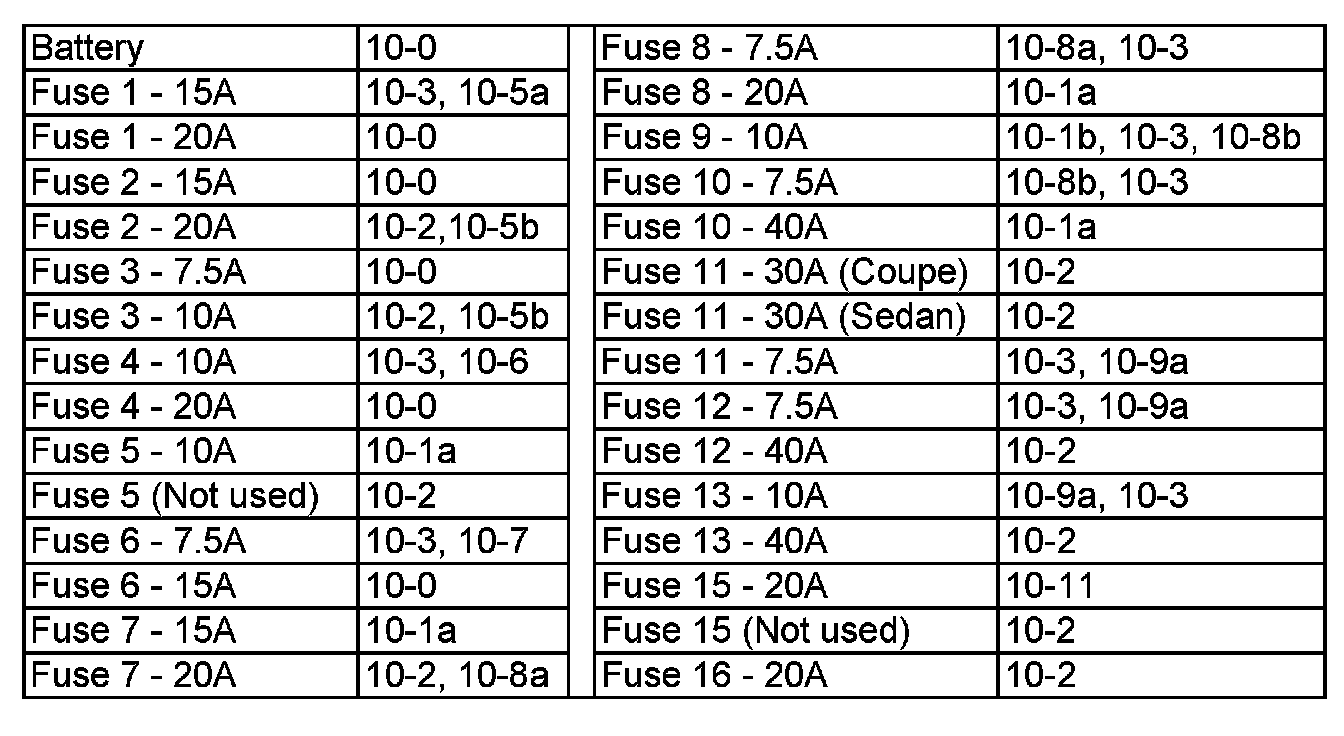 Battery 10-0 Fuse 8 - 7.5A 10-8a, 10-3
Fuse 1 - 15A 10-3, 10-5a Fuse 8 - 20A 10-1a
Fuse 1 - 20A 10-0 Fuse 9 - 10A 10-1b, 10-3, 10-8b
Fuse 2 - 15A 10-0 Fuse 10 - 7.5A 10-8b, 10-3
Fuse 2 - 20A 10-2,10-5b Fuse 10 - 40A 10-1a
Fuse 3 - 7.5A 10-0 Fuse 11 - 30A (Coupe) 10-2
Fuse 3 - 10A 10-2, 10-5b Fuse 11 - 30A (Sedan) 10-2
Fuse 4 - 10A 10-3, 10-6 Fuse 11 - 7.5A 10-3, 10-9a
Fuse 4 - 20A 10-0 Fuse 12 - 7.5A 10-3, 10-9a
Fuse 5 - 10A 10-1a Fuse 12 - 40A 10-2
Fuse 5 (Not used) 10-2 Fuse 13 - 10A 10-9a, 10-3
Fuse 6 - 7.5A 10-3, 10-7 Fuse 13 - 40A 10-2
Fuse 6 - 15A 10-0 Fuse 15 - 20A 10-11
Fuse 7 - 15A 10-1a Fuse 15 (Not used) 10-2
Fuse 7 - 20A 10-2, 10-8a Fuse 16 - 20A 10-2